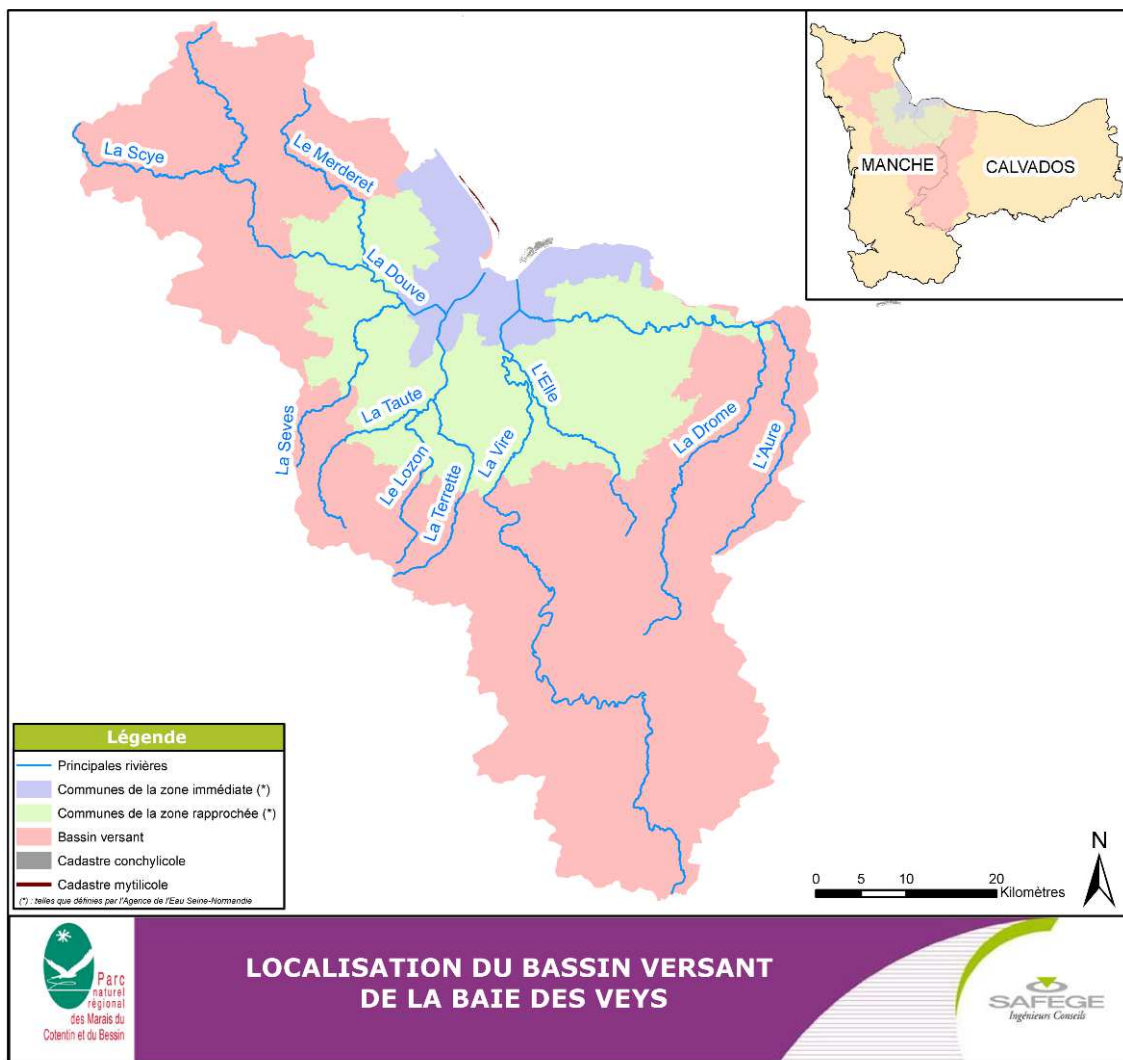 MANCHE
CALVADOS
La Scye
Le Merderet
La Douve
La Taute
L'Elle
La Seves
Le Lozon
La Terrette
La Vire
La Drome
L'Aure
Légende
Principales rivières
Communes de la zone immédiate (*)
Communes de la zone rapprochée (*)
Bassin versant
Cadastre conchylicole
Cadastre mytilicole
(*) : telles que définies par l'Agence de l'Eau Seine-Normandie
N
0 5 10 20
Kilomètres
Parc
naturel
régional
des Marais du
Cotentin et du Bessin
LOCALISATION DU BASSIN VERSANT
DE LA BAIE DES VEYS
SAFEGE
Ingénieurs Conseils